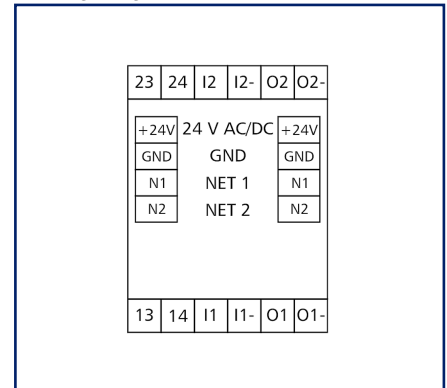 23 24 I2 I2- O2 O2-
+24V 24 V AC/DC +24V
GND GND GND
N1 NET 1 N1
N2 NET 2 N2
13 14 I1 I1- O1 O1-